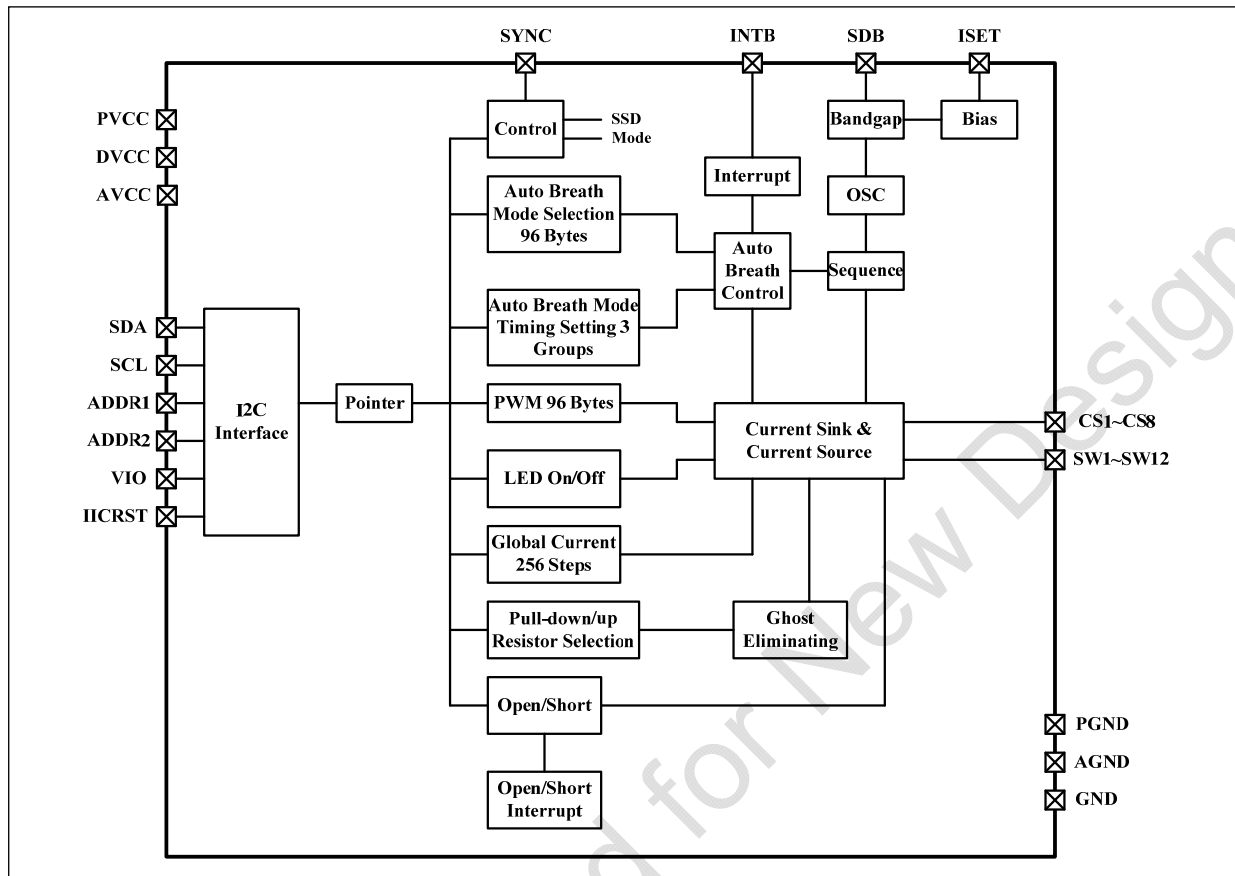 SYNC
INTB
SDB
ISET
PVCC
DVCC
AVCC
Control
SSD
Mode
Bandgap
Bias
Interrupt
Auto Breath
Mode Selection
96 Bytes
OSC
Auto
Breath
Control
Sequence
Auto Breath Mode
Timing Setting 3
Groups
SDA
SCL
ADDR1
ADDR2
VIO
IICRST
I2C
Interface
Pointer
PWM 96 Bytes
Current Sink &
Current Source
CS1~CS8
SW1~SW12
LED On/Off
Global Current
256 Steps
Pull-down/up
Resistor Selection
Ghost
Eliminating
Open/Short
Open/Short
Interrupt
PGND
AGND
GND
d for New Design